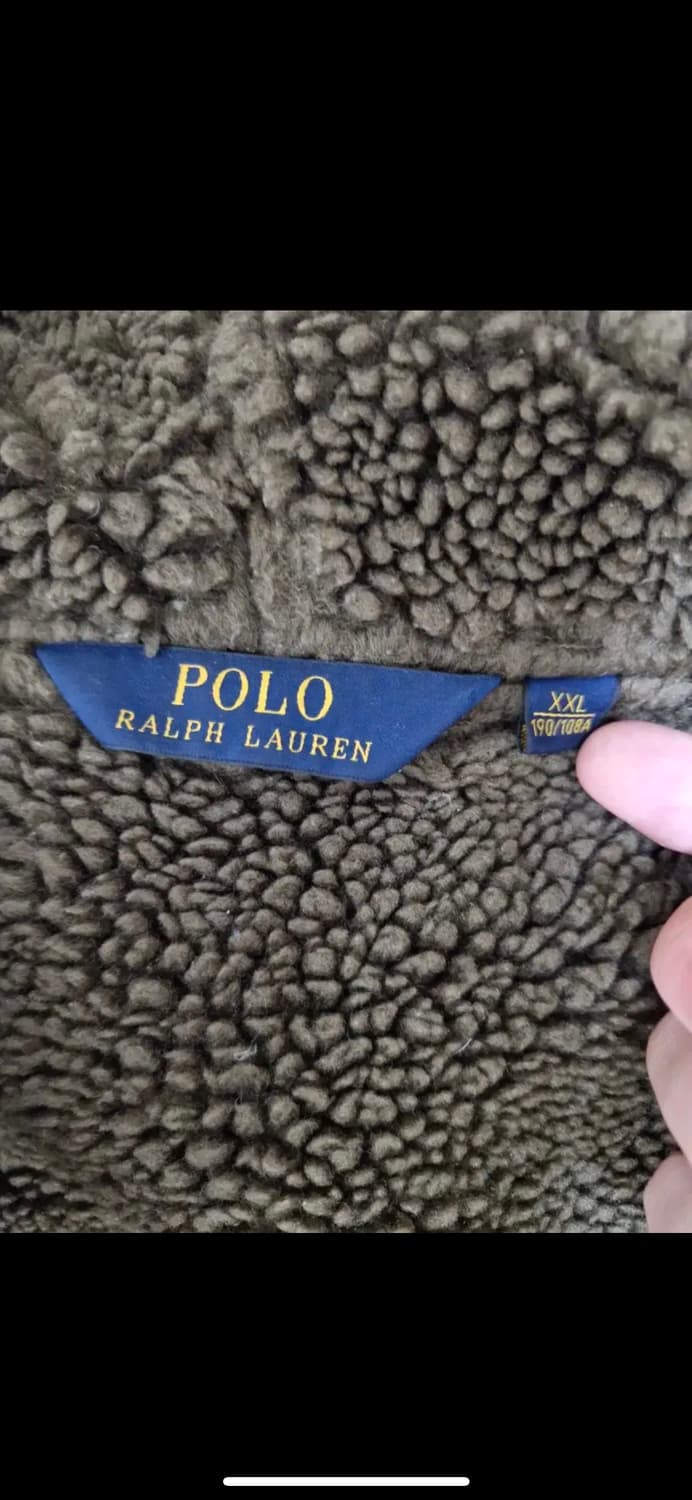 POLO
RALPH LAUREN
XXL
190/108A